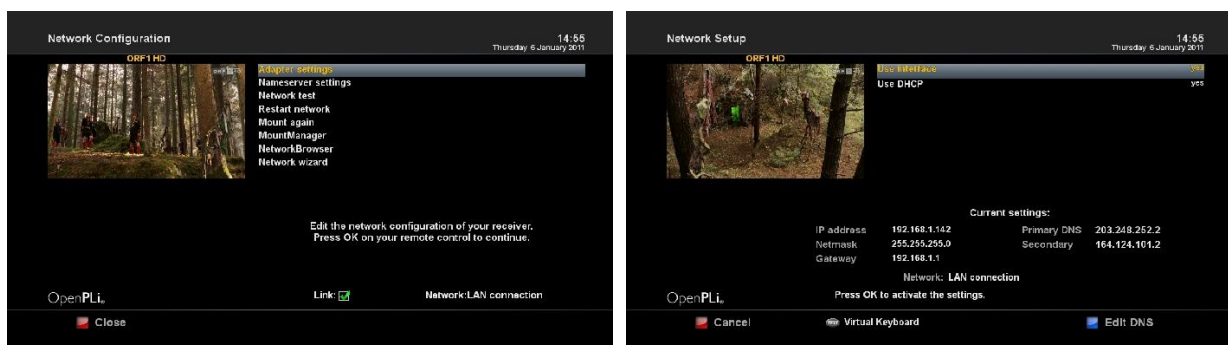 Network Configuration
14:55
Thursday 6 January 2011
ORF1 HD
Adapter settings
Nameserver settings
Network test
Restart network
Mount again
MountManager
NetworkBrowser
Network wizard
Edit the network configuration of your receiver.
Press OK on your remote control to continue.
OpenPLi®
Link:
Network:LAN connection
Close
Network Setup
14:55
Thursday 6 January 2011
ORF1 HD
Use Interface yes
Use DHCP yes
Current settings:
IP address 192.168.1.142 Primary DNS 203.248.252.2
Netmask 255.255.255.0 Secondary 164.124.101.2
Gateway 192.168.1.1
Network: LAN connection
OpenPLi®
Press OK to activate the settings.
Cancel
Virtual Keyboard
Edit DNS